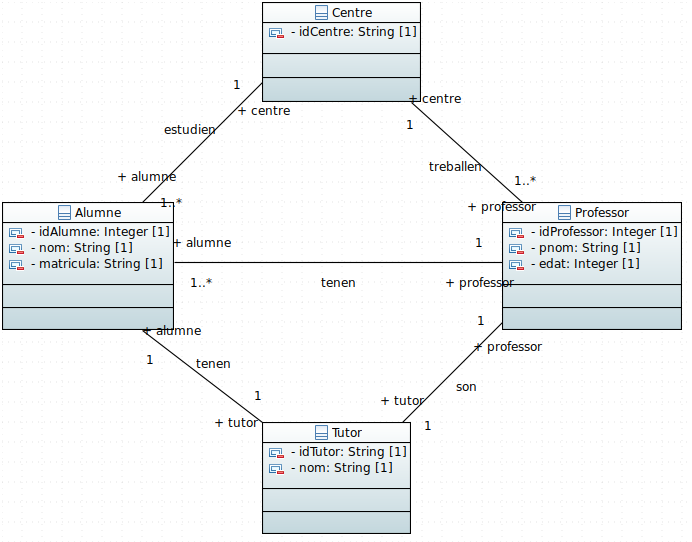 Centre
- idCentre: String [1]
1
+ centre
+ centre
1
estudien
treballen
+ alumne
1..*
1..*
+ professor
Alumne
- idAlumne: Integer [1]
- nom: String [1]
- matricula: String [1]
Professor
- idProfessor: Integer [1]
- pnom: String [1]
- edat: Integer [1]
+ alumne
1
1..*
tenen
+ professor
+ alumne
1
tenen
1
+ tutor
1
+ professor
son
+ tutor
1
Tutor
- idTutor: String [1]
- nom: String [1]